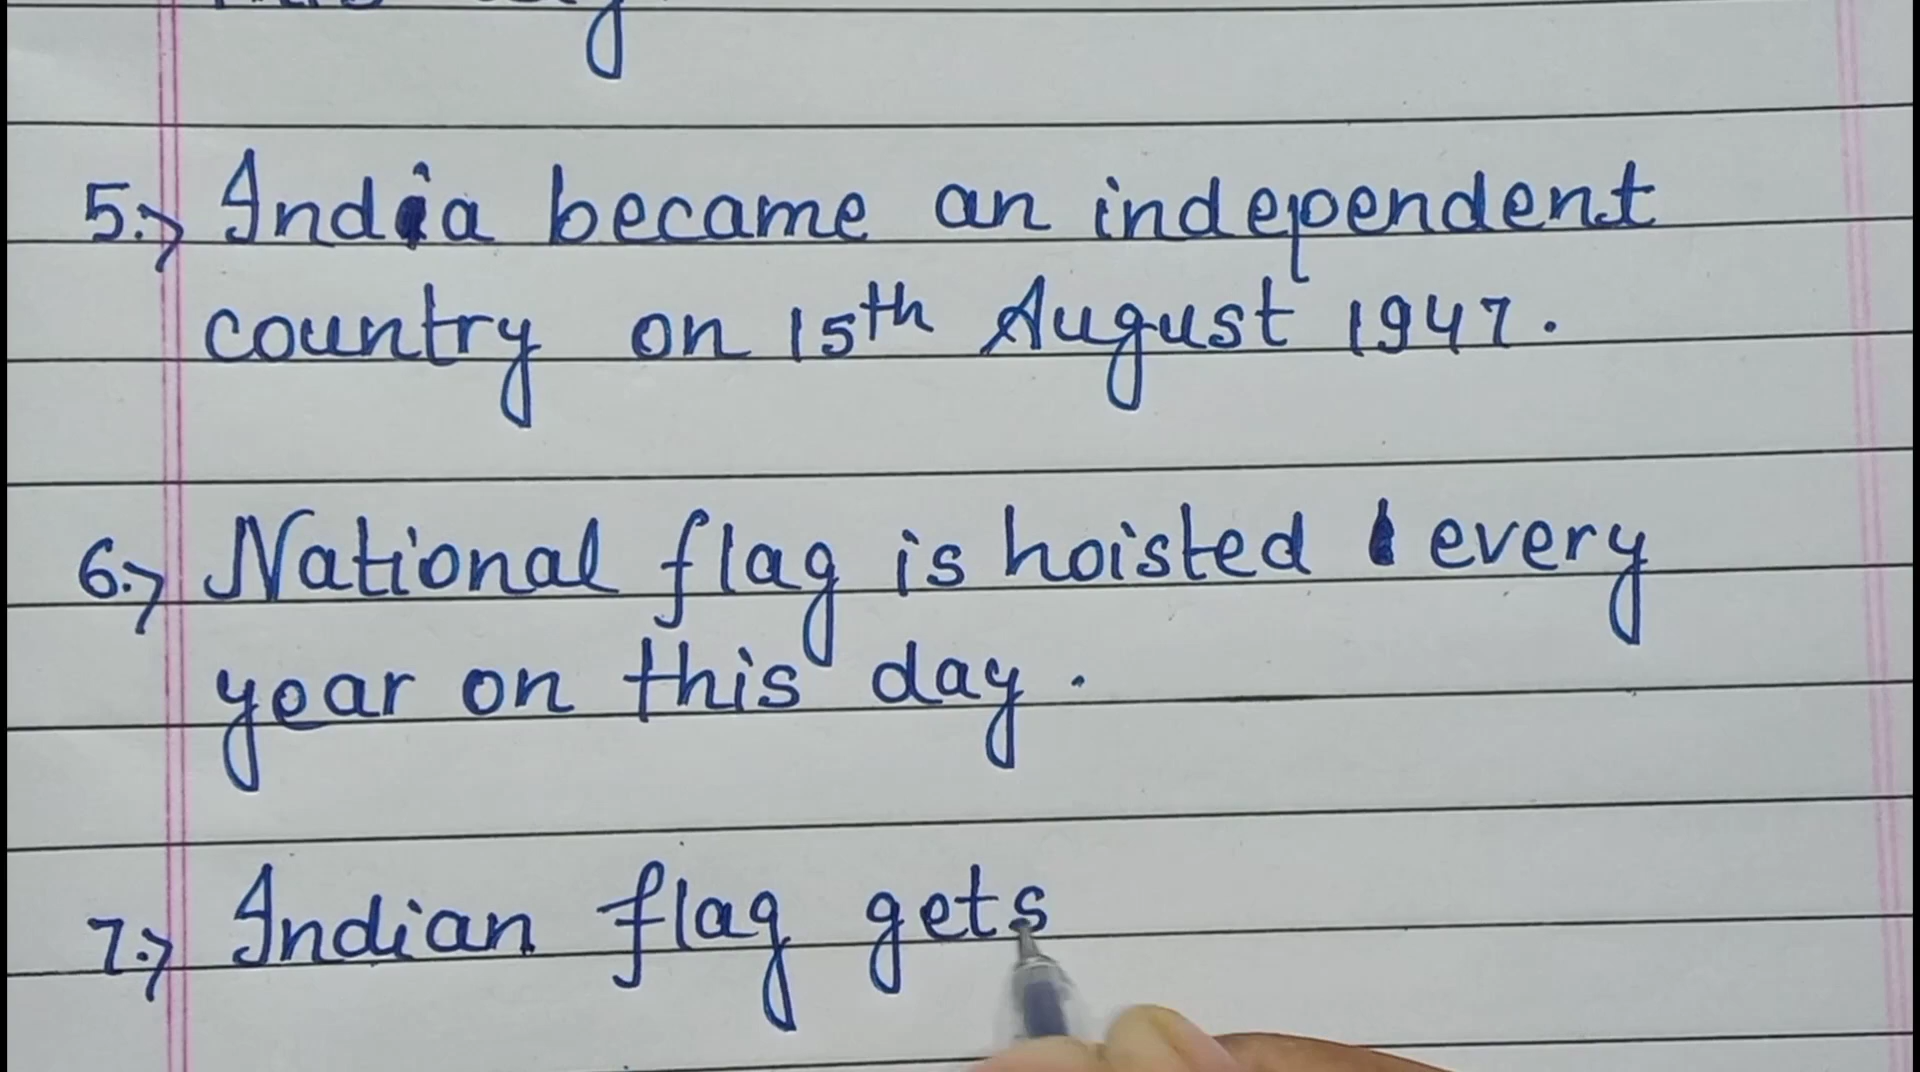 5.) India became an independent
country on 15th August 1947.
6.) National flag is hoisted every
year on this day.
7.) Indian flag gets